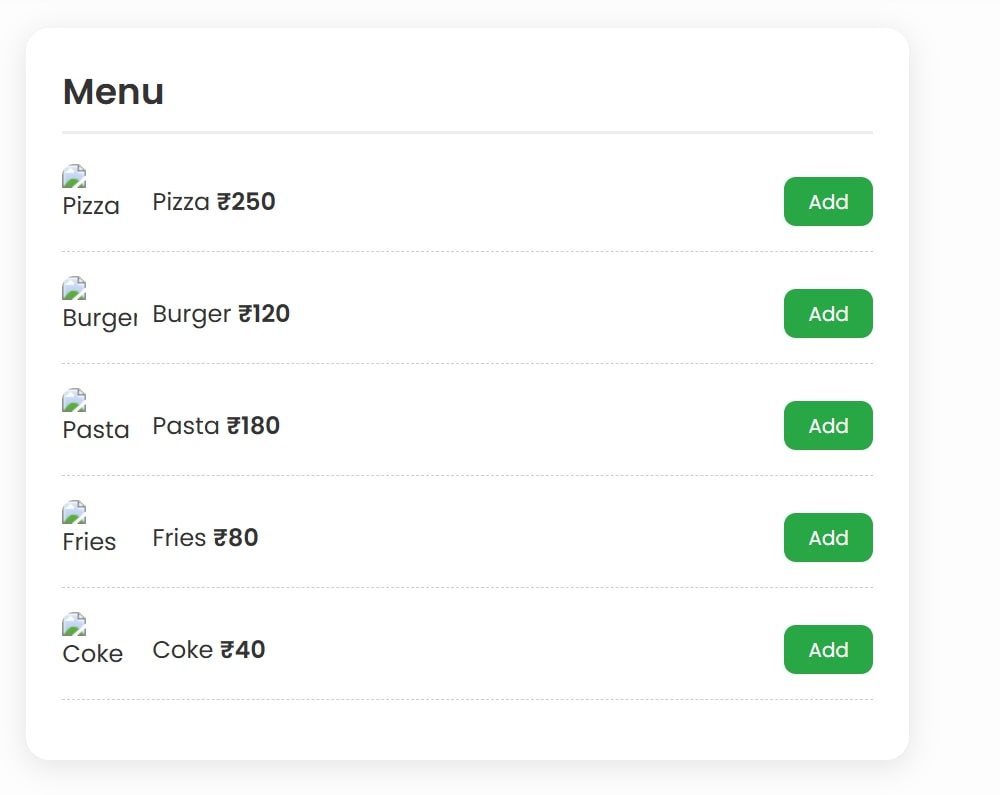 Menu
Pizza
Pizza ₹250
Add
Burger
Burger ₹120
Add
Pasta
Pasta ₹180
Add
Fries
Fries ₹80
Add
Coke
Coke ₹40
Add